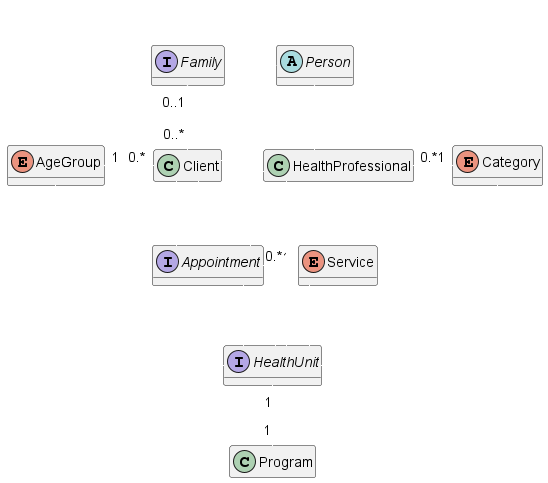 I Family
A Person
0..1
0..*
E AgeGroup
1 0..*
C Client
C HealthProfessional
0..*1
E Category
I Appointment
0..*
E Service
I HealthUnit
1
1
C Program